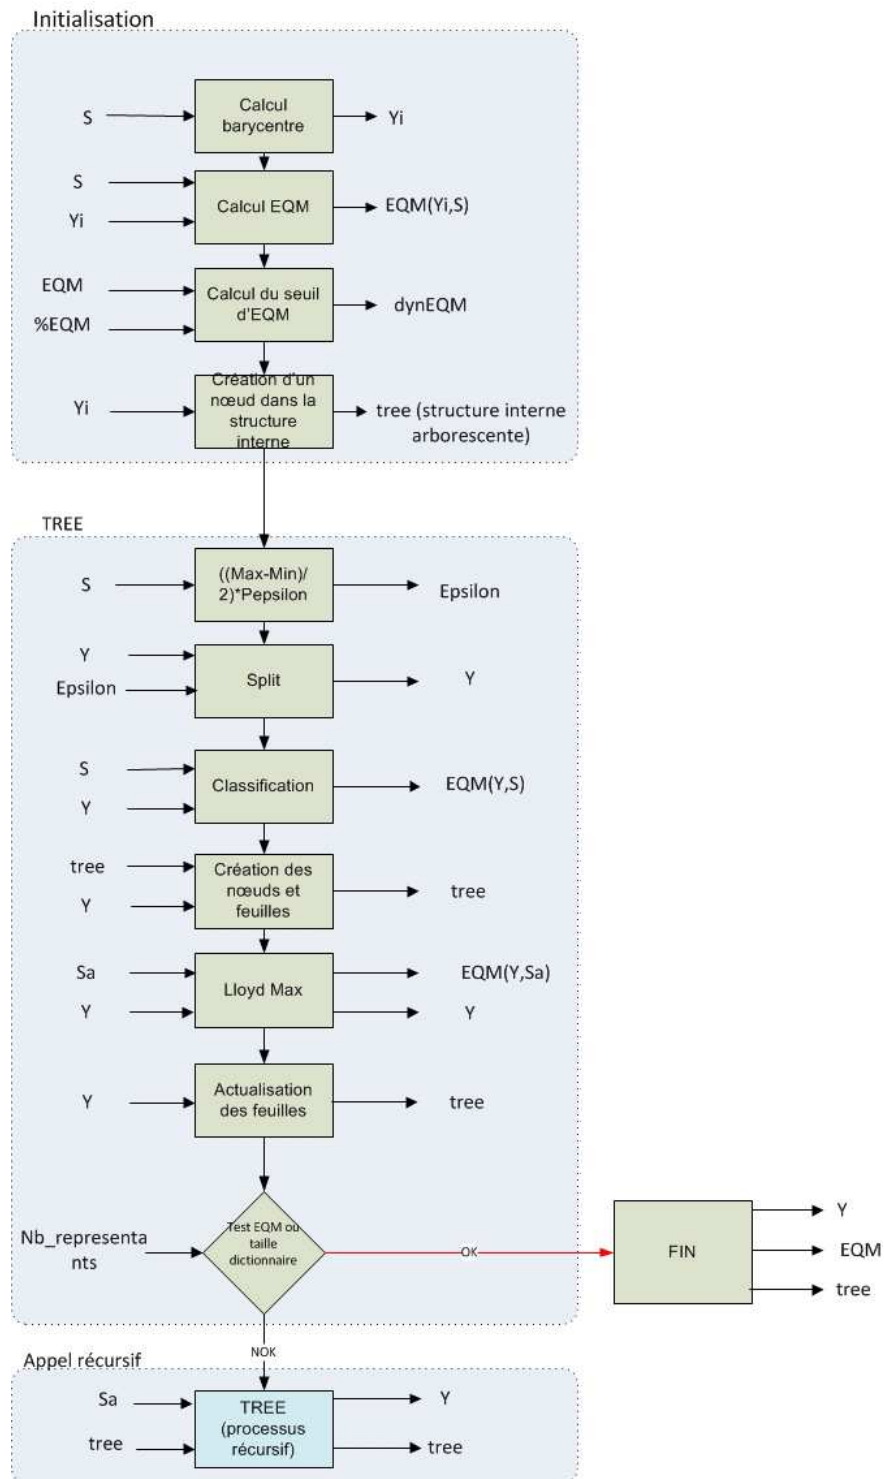 Initialisation
S
Calcul
barycentre
Yi
S
Yi
Calcul EQM
EQM(Yi,S)
EQM
%EQM
Calcul du seuil
d'EQM
dynEQM
Yi
Création d'un
nœud dans la
structure
interne
tree (structure interne
arborescente)
TREE
S
((Max-Min)/
2)*Pepsilon
Epsilon
Y
Epsilon
Split
Y
S
Y
Classification
EQM(Y,S)
tree
Y
Création des
nœuds et
feuilles
tree
Sa
Y
Lloyd Max
EQM(Y,Sa)
Y
Y
Actualisation
des feuilles
tree
Nb_representa
nts
Test EQM ou
taille
dictionnaire
OK
FIN
Y
EQM
tree
NOK
Appel récursif
Sa
tree
TREE
(processus
récursif)
Y
tree